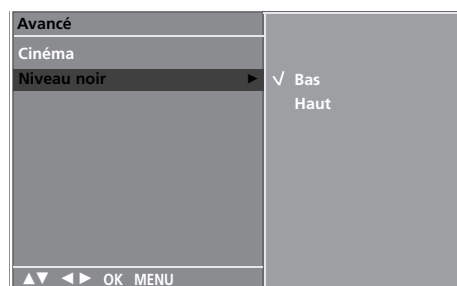 Avancé
Cinéma
Niveau noir ► √ Bas
Haut
▲▼ ◄► OK MENU